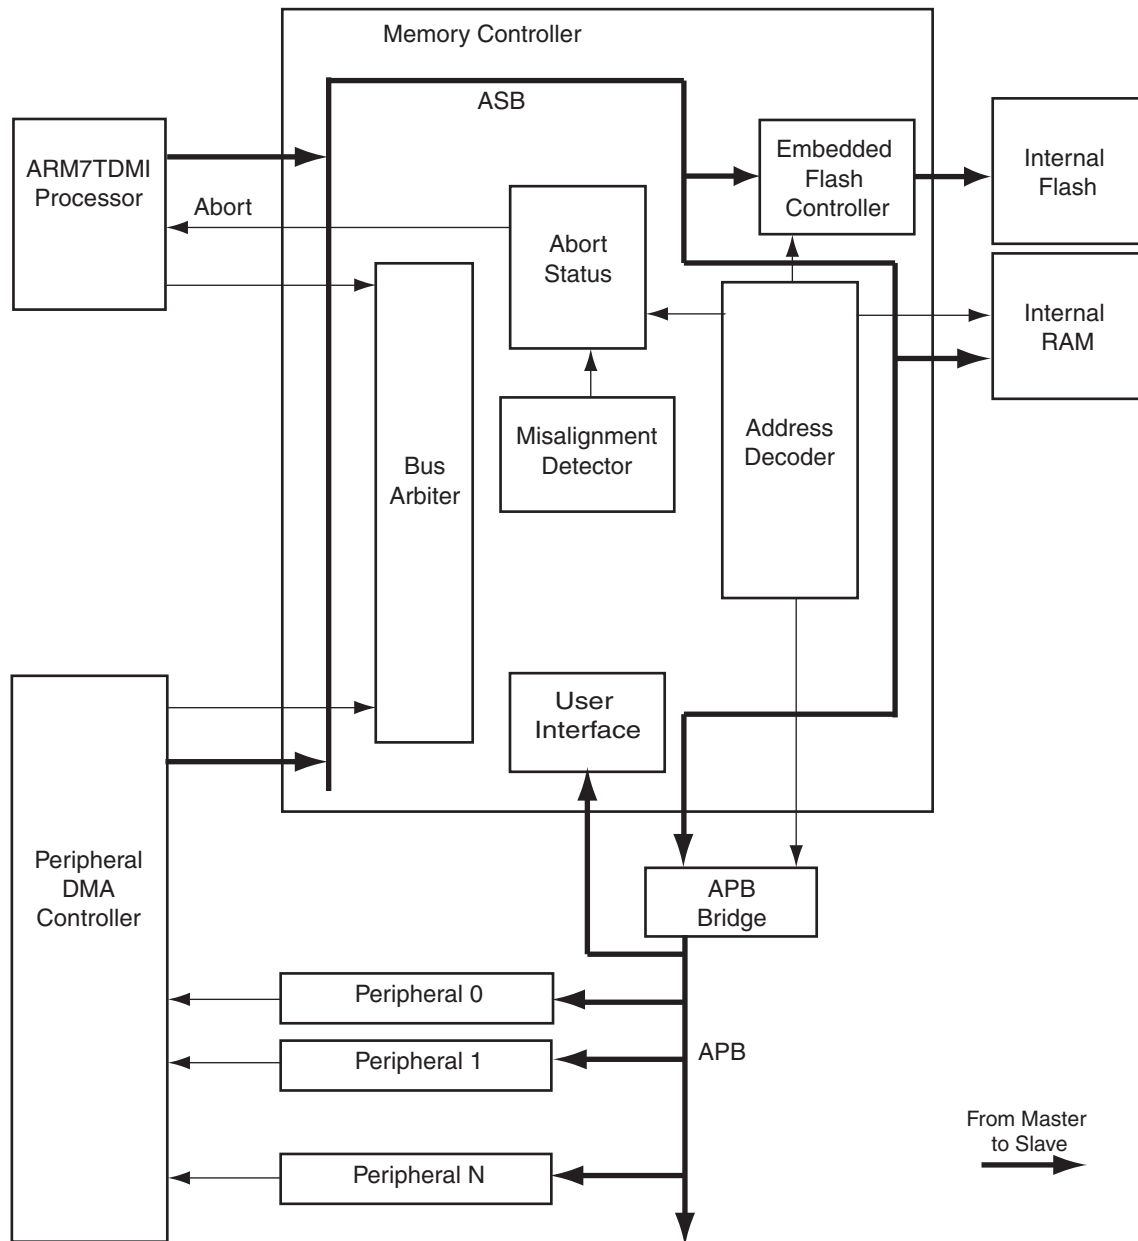 Memory Controller
ASB
ARM7TDMI
Processor
Embedded
Flash
Controller
Internal
Flash
Abort
Abort
Status
Internal
RAM
Misalignment
Detector
Address
Decoder
Bus
Arbiter
User
Interface
Peripheral
DMA
Controller
APB
Bridge
Peripheral 0
Peripheral 1
APB
Peripheral N
From Master
to Slave